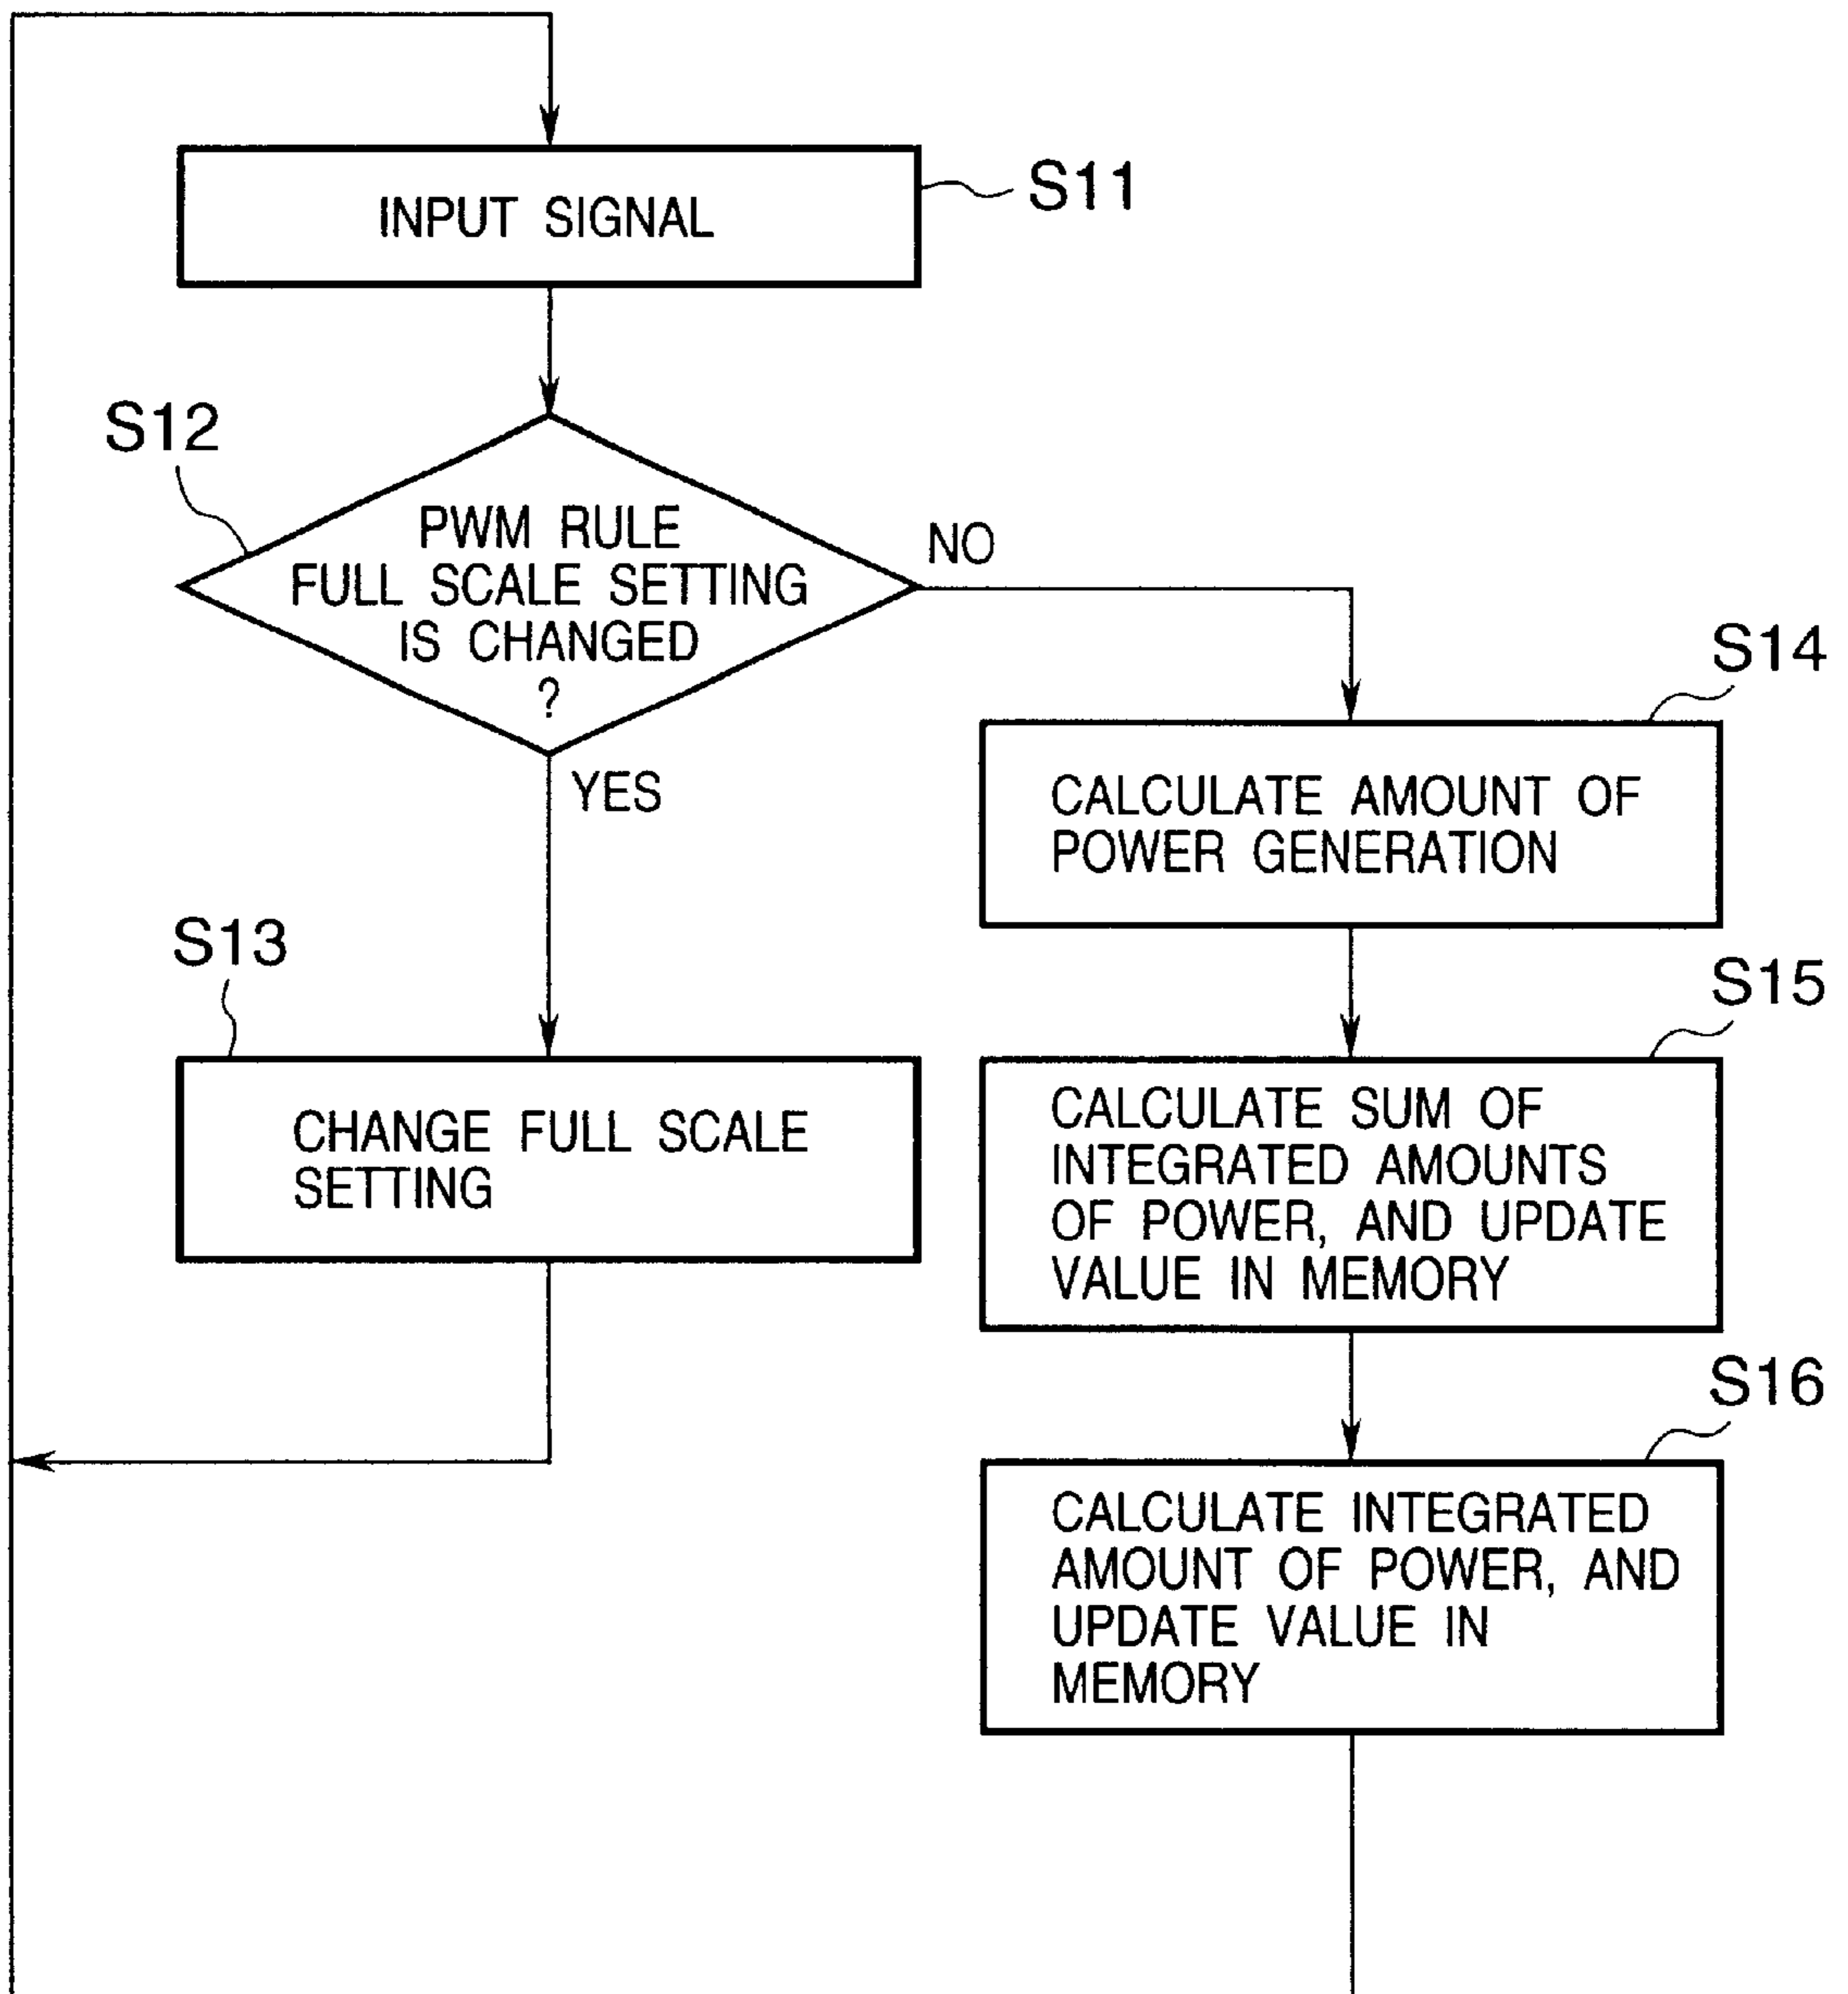 INPUT SIGNAL
S11
S12
PWM RULE
FULL SCALE SETTING
IS CHANGED
?
NO
YES
S13
CHANGE FULL SCALE
SETTING
S14
CALCULATE AMOUNT OF
POWER GENERATION
S15
CALCULATE SUM OF
INTEGRATED AMOUNTS
OF POWER, AND UPDATE
VALUE IN MEMORY
S16
CALCULATE INTEGRATED
AMOUNT OF POWER, AND
UPDATE VALUE IN
MEMORY